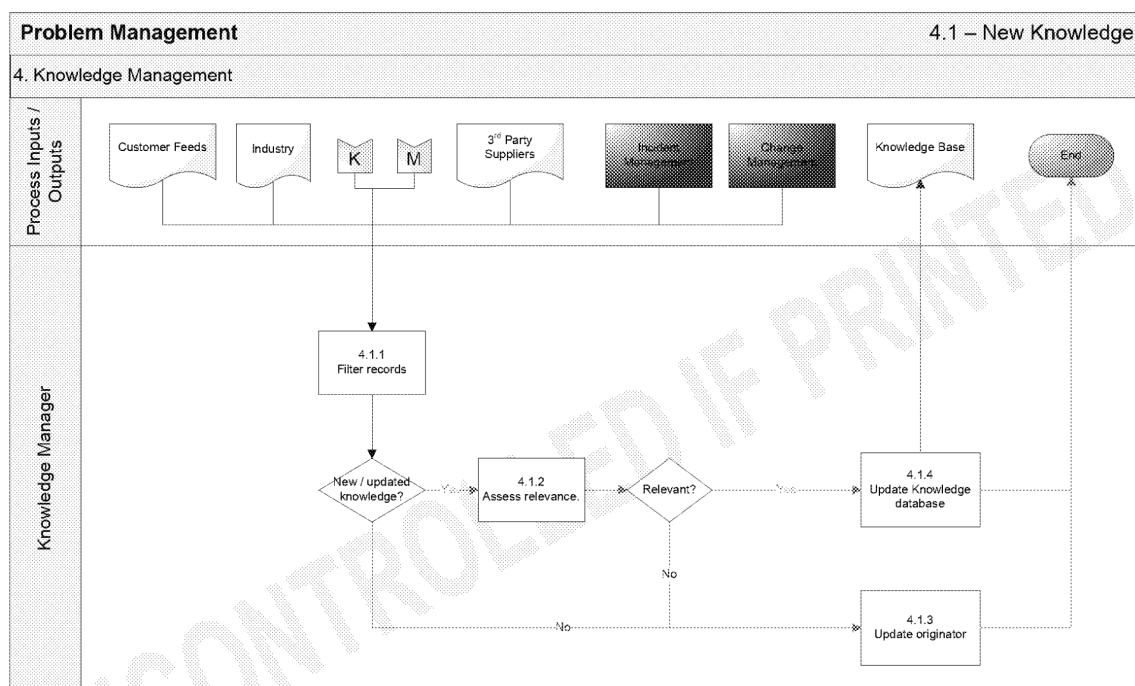 Problem Management
4.1 – New Knowledge
4. Knowledge Management
Process Inputs /
Outputs
Customer Feeds
Industry
K
M
3rd Party
Suppliers
Incident
Management
Change
Management
Knowledge Base
End
Knowledge Manager
4.1.1
Filter records
New / updated
knowledge?
Yes
4.1.2
Assess relevance.
Relevant?
Yes
4.1.4
Update Knowledge
database
No
No
4.1.3
Update originator
CONTROLLED IF PRINTED